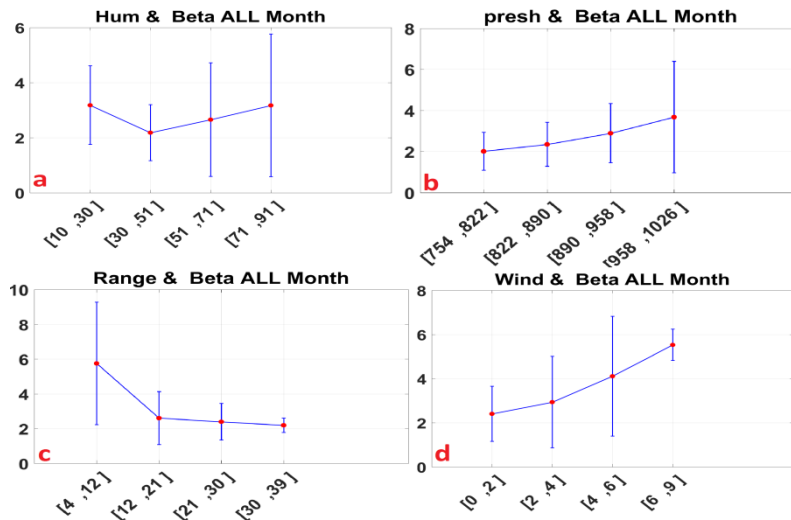 Hum & Beta ALL Month
6
4
2
0
a
[10 ,30 ]
[30 ,51 ]
[51 ,71 ]
[71 ,91 ]
presh & Beta ALL Month
8
6
4
2
0
b
[754 ,822 ]
[822 ,890 ]
[890 ,958 ]
[958 ,1026 ]
Range & Beta ALL Month
10
8
6
4
2
0
c
[4 ,12 ]
[12 ,21 ]
[21 ,30 ]
[30 ,39 ]
Wind & Beta ALL Month
8
6
4
2
0
d
[0 ,2 ]
[2 ,4 ]
[4 ,6 ]
[6 ,9 ]